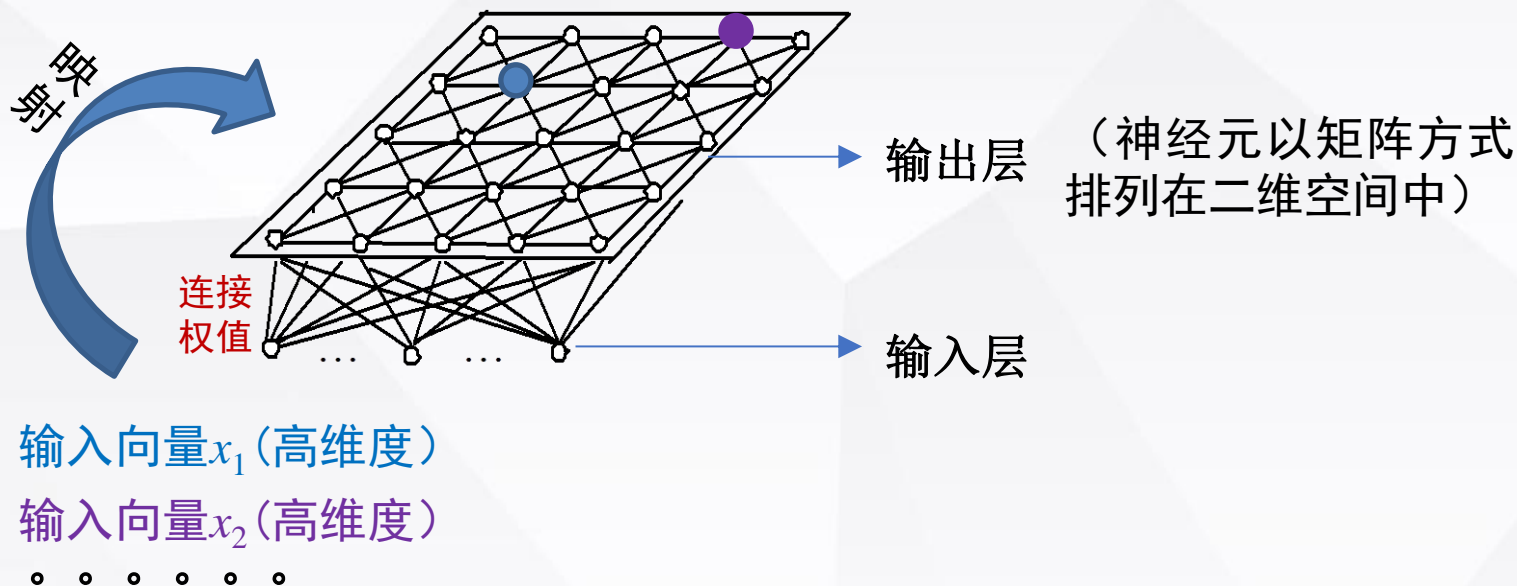 映射
输出层
（神经元以矩阵方式
排列在二维空间中）
连接
权值
… …
输入层
输入向量x₁（高维度）
输入向量x₂（高维度）
。。。。。。